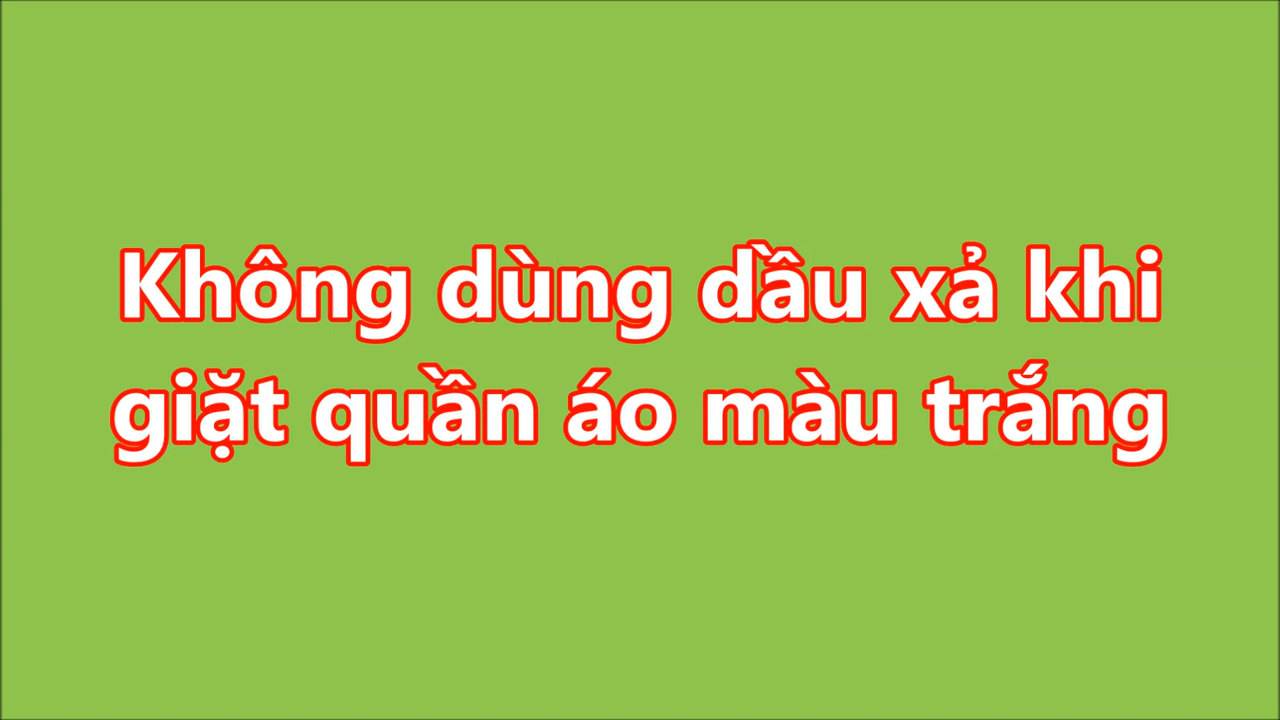 Không dùng dầu xả khi
giặt quần áo màu trắng